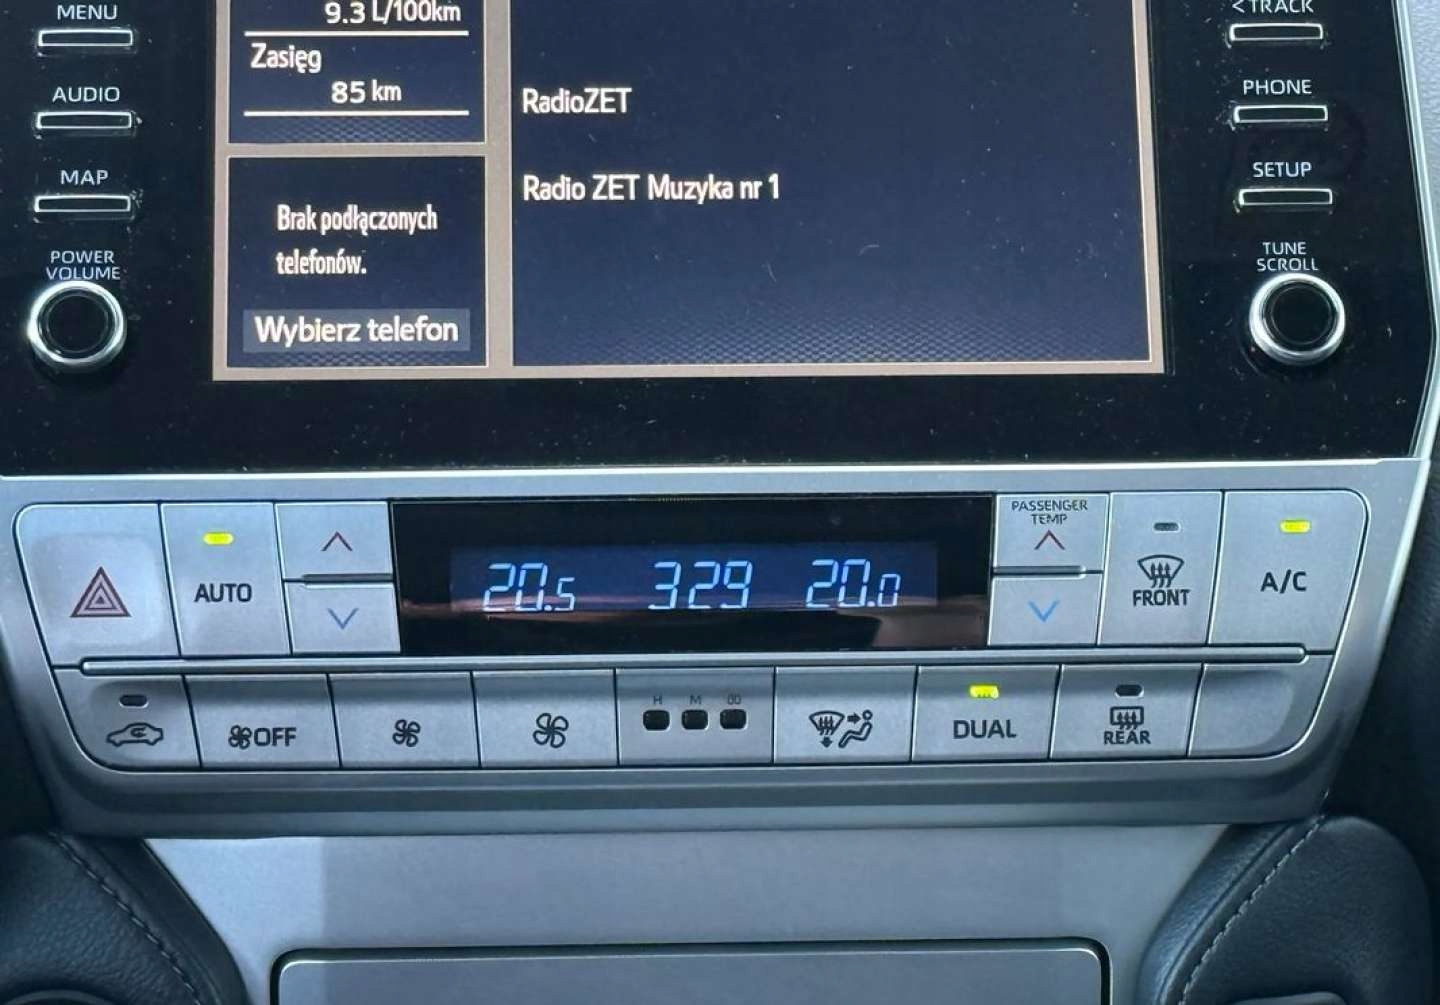 MENU
AUDIO
MAP
POWER
VOLUME
9.3 L/100km
Zasięg
85 km
Brak podłączonych
telefonów.
Wybierz telefon
RadioZET
Radio ZET Muzyka nr 1
<TRACK
PHONE
SETUP
TUNE
SCROLL
AUTO
20.5
329
20.0
PASSENGER
TEMP
FRONT
A/C
OFF
H M 00
DUAL
REAR